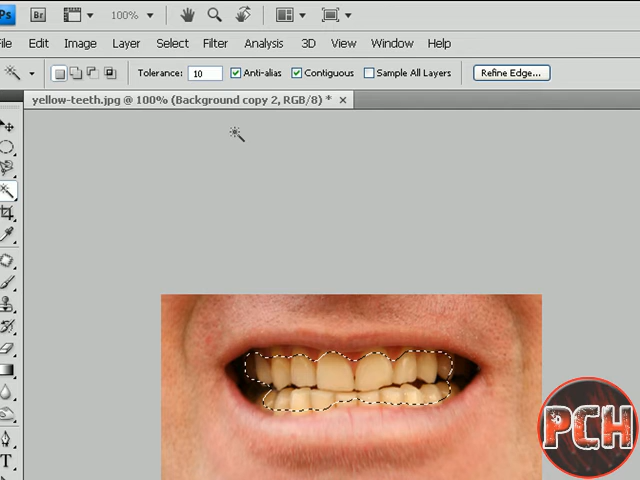 Ps Br 100%
File Edit Image Layer Select Filter Analysis 3D View Window Help
Tolerance: 10 Anti-alias Contiguous Sample All Layers Refine Edge...
yellow-teeth.jpg @ 100% (Background copy 2, RGB/8) * ×
T
PCH